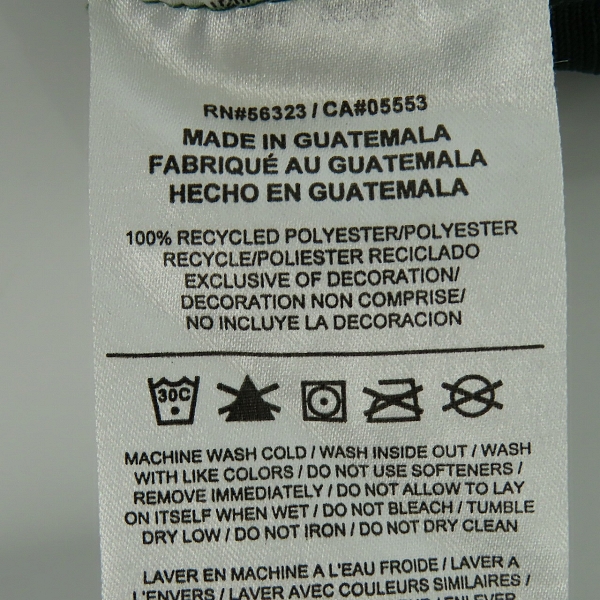 RN#56323 / CA#05553
MADE IN GUATEMALA
FABRIQUÉ AU GUATEMALA
HECHO EN GUATEMALA
100% RECYCLED POLYESTER/POLYESTER
RECYCLE/POLIESTER RECICLADO
EXCLUSIVE OF DECORATION/
DECORATION NON COMPRISE/
NO INCLUYE LA DECORACION
30C
MACHINE WASH COLD / WASH INSIDE OUT / WASH
WITH LIKE COLORS / DO NOT USE SOFTENERS /
REMOVE IMMEDIATELY / DO NOT ALLOW TO LAY
ON ITSELF WHEN WET / DO NOT BLEACH / TUMBLE
DRY LOW / DO NOT IRON / DO NOT DRY CLEAN
LAVER EN MACHINE A L'EAU FROIDE / LAVER A
L'ENVERS / LAVER AVEC COULEURS SIMILAIRES /